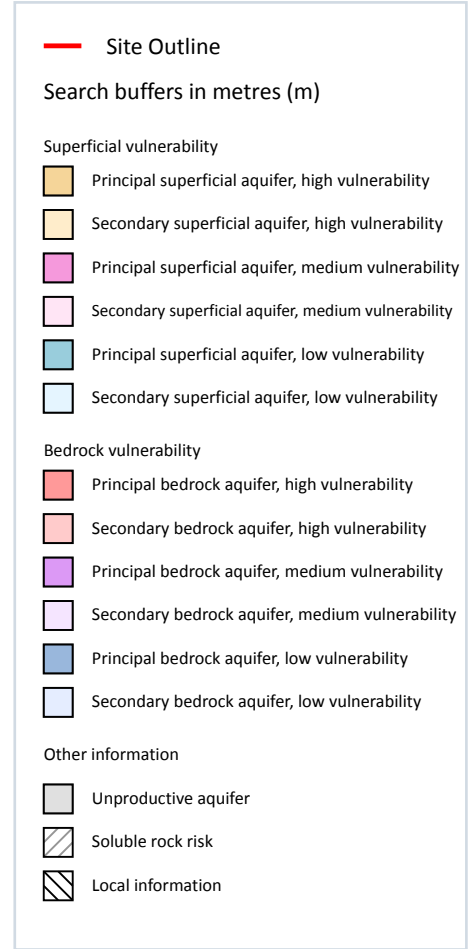 Site Outline
Search buffers in metres (m)
Superficial vulnerability
Principal superficial aquifer, high vulnerability
Secondary superficial aquifer, high vulnerability
Principal superficial aquifer, medium vulnerability
Secondary superficial aquifer, medium vulnerability
Principal superficial aquifer, low vulnerability
Secondary superficial aquifer, low vulnerability
Bedrock vulnerability
Principal bedrock aquifer, high vulnerability
Secondary bedrock aquifer, high vulnerability
Principal bedrock aquifer, medium vulnerability
Secondary bedrock aquifer, medium vulnerability
Principal bedrock aquifer, low vulnerability
Secondary bedrock aquifer, low vulnerability
Other information
Unproductive aquifer
Soluble rock risk
Local information